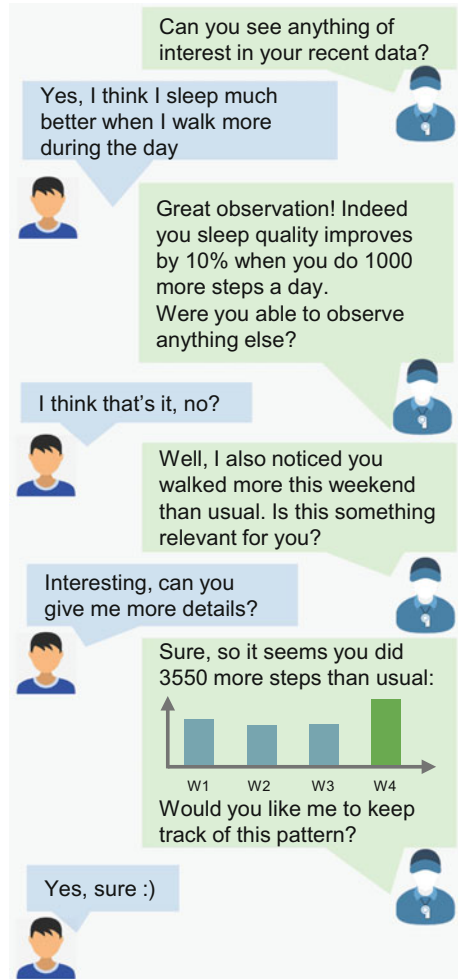 Can you see anything of
interest in your recent data?
Yes, I think I sleep much
better when I walk more
during the day
Great observation! Indeed
you sleep quality improves
by 10% when you do 1000
more steps a day.
Were you able to observe
anything else?
I think that's it, no?
Well, I also noticed you
walked more this weekend
than usual. Is this something
relevant for you?
Interesting, can you
give me more details?
Sure, so it seems you did
3550 more steps than usual:
W1 W2 W3 W4
Would you like me to keep
track of this pattern?
Yes, sure :)